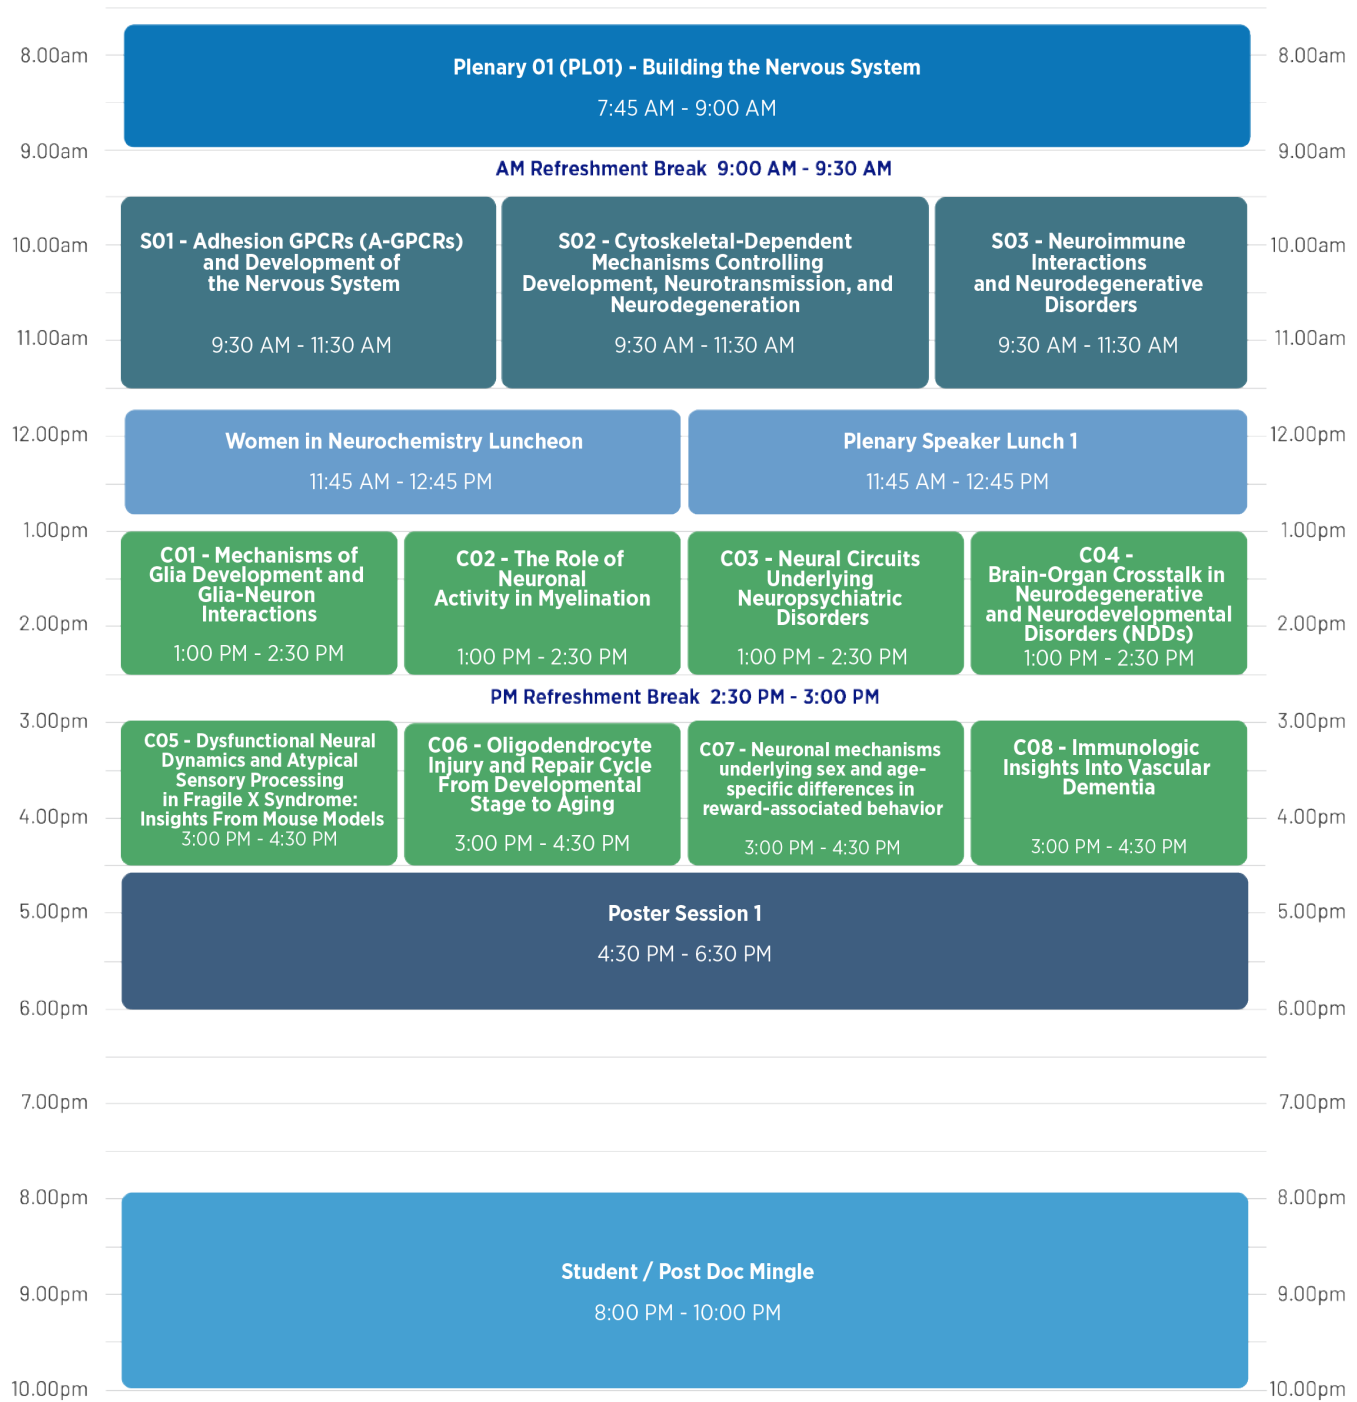 8.00am
8.00am
Plenary 01 (PL01) - Building the Nervous System
7:45 AM - 9:00 AM
9.00am
9.00am
AM Refreshment Break 9:00 AM - 9:30 AM
10.00am
10.00am
11.00am
11.00am
S01 - Adhesion GPCRs (A-GPCRs)
and Development of
the Nervous System
9:30 AM - 11:30 AM
S02 - Cytoskeletal-Dependent
Mechanisms Controlling
Development, Neurotransmission, and
Neurodegeneration
9:30 AM - 11:30 AM
S03 - Neuroimmune
Interactions
and Neurodegenerative
Disorders
9:30 AM - 11:30 AM
12.00pm
12.00pm
Women in Neurochemistry Luncheon
11:45 AM - 12:45 PM
Plenary Speaker Lunch 1
11:45 AM - 12:45 PM
1.00pm
1.00pm
2.00pm
2.00pm
C01 - Mechanisms of
Glia Development and
Glia-Neuron
Interactions
1:00 PM - 2:30 PM
C02 - The Role of
Neuronal
Activity in Myelination
1:00 PM - 2:30 PM
C03 - Neural Circuits
Underlying
Neuropsychiatric
Disorders
1:00 PM - 2:30 PM
C04 -
Brain-Organ Crosstalk in
Neurodegenerative
and Neurodevelopmental
Disorders (NDDs)
1:00 PM - 2:30 PM
PM Refreshment Break 2:30 PM - 3:00 PM
3.00pm
3.00pm
4.00pm
4.00pm
C05 - Dysfunctional Neural
Dynamics and Atypical
Sensory Processing
in Fragile X Syndrome:
Insights From Mouse Models
3:00 PM - 4:30 PM
C06 - Oligodendrocyte
Injury and Repair Cycle
From Developmental
Stage to Aging
3:00 PM - 4:30 PM
C07 - Neuronal mechanisms
underlying sex and age-
specific differences in
reward-associated behavior
3:00 PM - 4:30 PM
C08 - Immunologic
Insights Into Vascular
Dementia
3:00 PM - 4:30 PM
5.00pm
5.00pm
Poster Session 1
4:30 PM - 6:30 PM
6.00pm
6.00pm
7.00pm
7.00pm
8.00pm
8.00pm
Student / Post Doc Mingle
8:00 PM - 10:00 PM
9.00pm
9.00pm
10.00pm
10.00pm